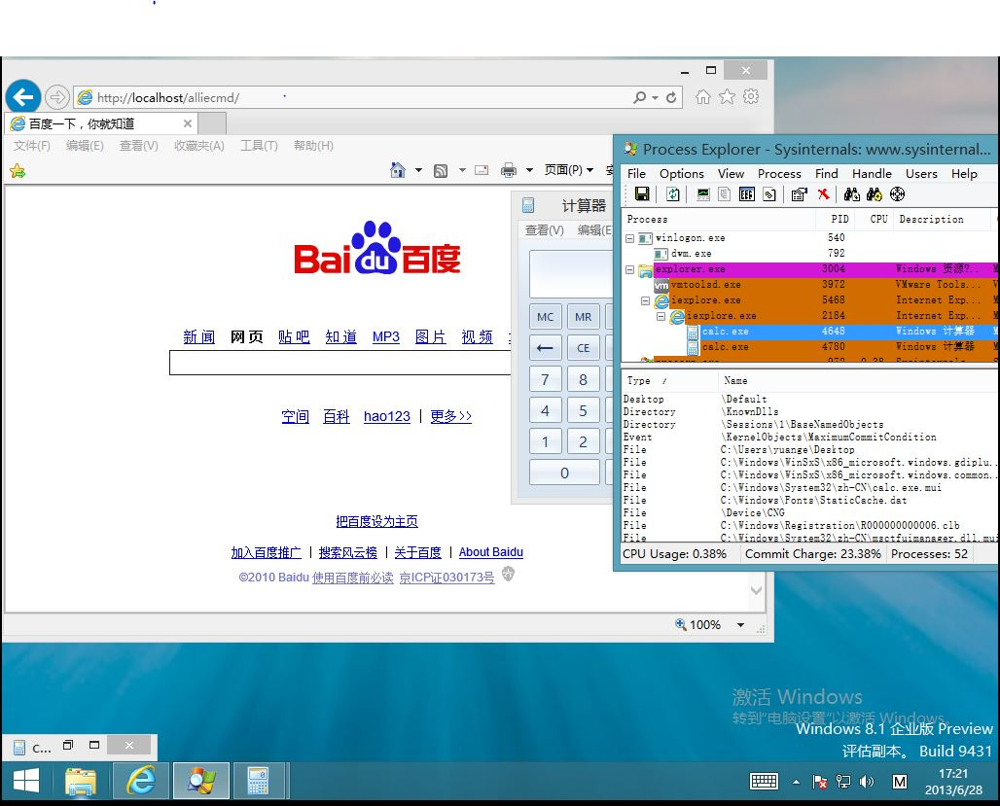 http://localhost/alliecmd/
百度一下，你就知道
文件(F) 编辑(E) 查看(V) 收藏夹(A) 工具(T) 帮助(H)
页面(P)
Bai du 百度
新闻 网页 贴吧 知道 MP3 图片 视频
空间 百科 hao123 | 更多>>
把百度设为主页
加入百度推广 | 搜索风云榜 | 关于百度 | About Baidu
©2010 Baidu 使用百度前必读 京ICP证030173号
100%
计算器
查看(V) 编辑(E
MC MR
← CE
7 8
4 5
1 2
0
Process Explorer - Sysinternals: www.sysinternal...
File Options View Process Find Handle Users Help
Process PID CPU Description
winlogon.exe 540
dwm.exe 792
explorer.exe 3004 Windows 资源?..
vmtoolsd.exe 3972 VMware Tools...
iexplore.exe 5468 Internet Exp...
iexplore.exe 2184 Internet Exp...
calc.exe 4648 Windows 计算器
calc.exe 4780 Windows 计算器
Type / Name
Desktop \Default
Directory \KnownDlls
Directory \Sessions\1\BaseNamedObjects
Event \KernelObjects\MaximumCommitCondition
File C:\Users\yuange\Desktop
File C:\Windows\WinSxS\x86_microsoft.windows.gdiplu..
File C:\Windows\WinSxS\x86_microsoft.windows.common..
File C:\Windows\System32\zh-CN\calc.exe.mui
File C:\Windows\Fonts\StaticCache.dat
File \Device\CNG
File C:\Windows\Registration\R000000000006.clb
File C:\Windows\System32\zh-CN\msctfuimanager.dll.mui
CPU Usage: 0.38% Commit Charge: 23.38% Processes: 52
激活 Windows
转到"电脑设置"以激活 Windows。
Windows 8.1 企业版 Preview
评估副本。 Build 9431
C...
M
17:21
2013/6/28